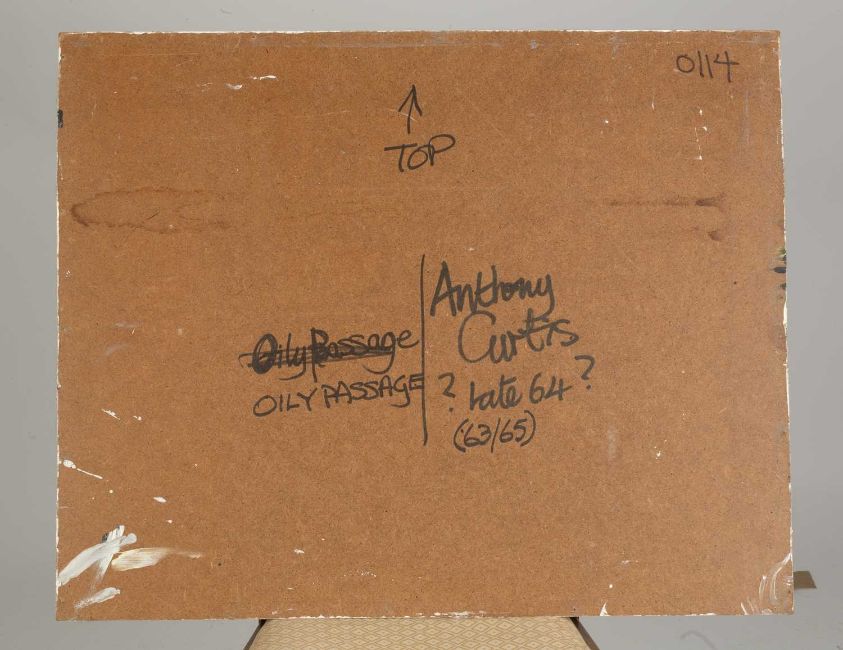 0114
↑
TOP
Oily Passage
OILY PASSAGE
Anthony
Curtis
? late 64 ?
('63/65)